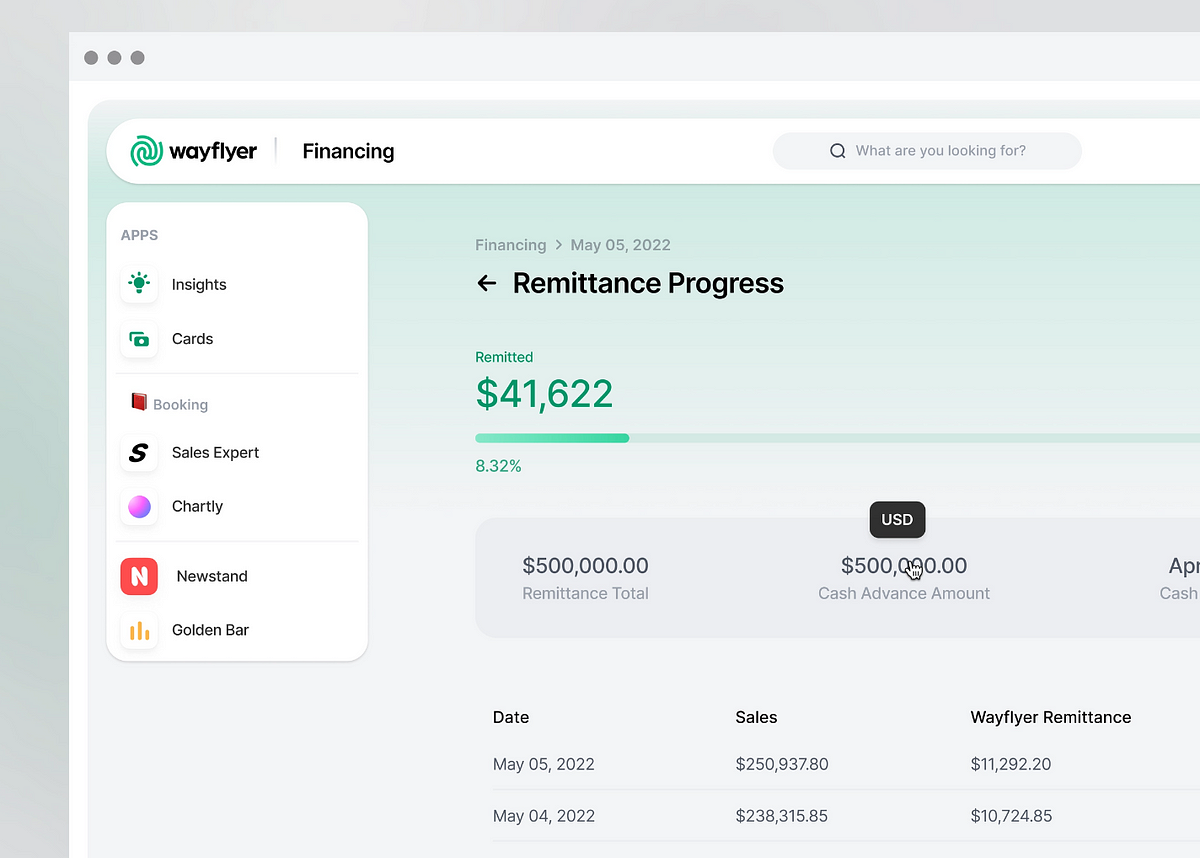 wayflyer
Financing
What are you looking for?
APPS
Insights
Cards
Booking
Sales Expert
Chartly
N
Newstand
Golden Bar
Financing > May 05, 2022
← Remittance Progress
Remitted
$41,622
8.32%
USD
$500,000.00
Remittance Total
$500,000.00
Cash Advance Amount
Apr
Cash
Date Sales Wayflyer Remittance
May 05, 2022 $250,937.80 $11,292.20
May 04, 2022 $238,315.85 $10,724.85